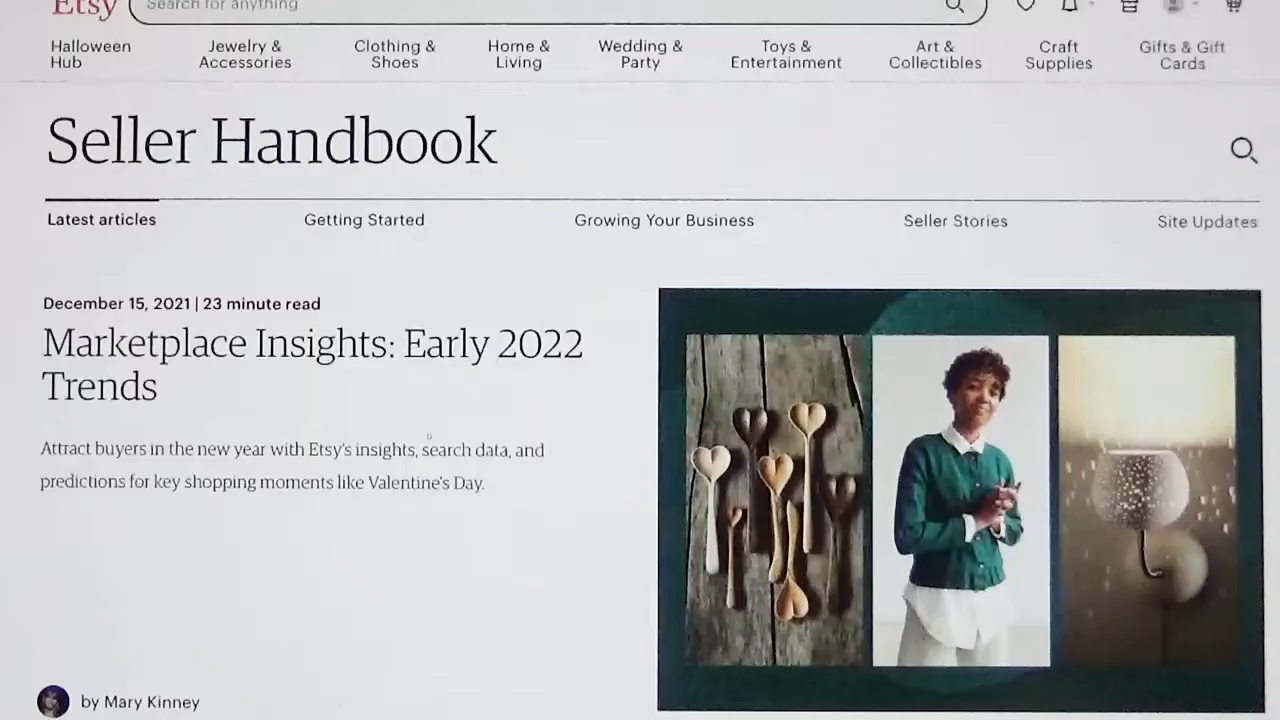 Etsy
Search for anything
Halloween Hub
Jewelry & Accessories
Clothing & Shoes
Home & Living
Wedding & Party
Toys & Entertainment
Art & Collectibles
Craft Supplies
Gifts & Gift Cards
Seller Handbook
Latest articles
Getting Started
Growing Your Business
Seller Stories
Site Updates
December 15, 2021 | 23 minute read
Marketplace Insights: Early 2022
Trends
Attract buyers in the new year with Etsy's insights, search data, and
predictions for key shopping moments like Valentine's Day.
by Mary Kinney